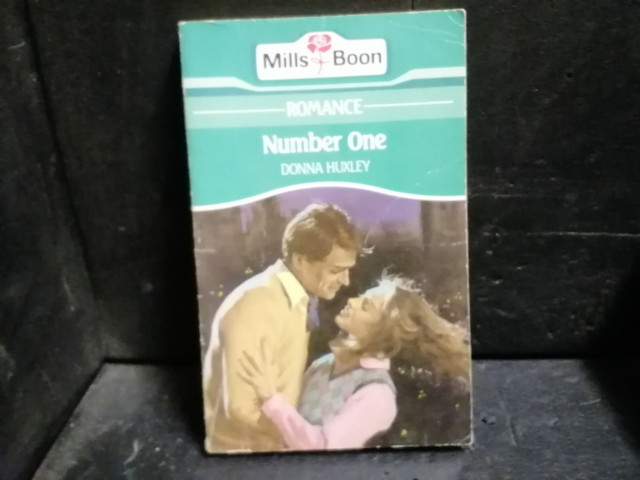 Mills & Boon
ROMANCE
Number One
DONNA HUXLEY